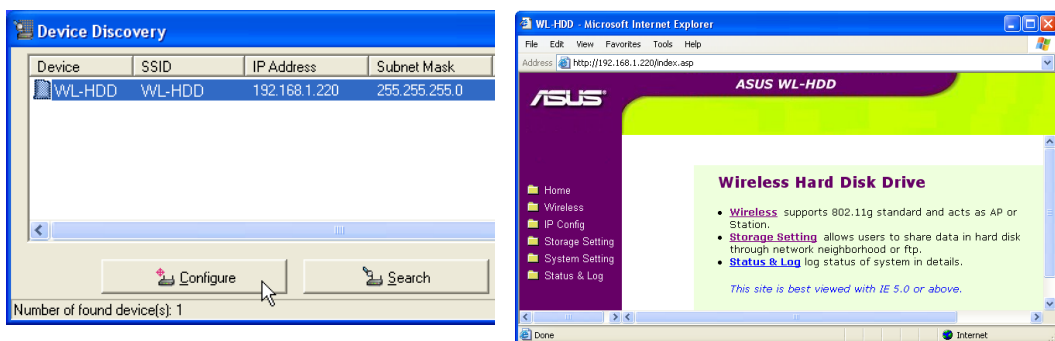 Device Discovery
Device SSID IP Address Subnet Mask
WL-HDD WL-HDD 192.168.1.220 255.255.255.0
Configure Search
Number of found device(s): 1
WL-HDD - Microsoft Internet Explorer
File Edit View Favorites Tools Help
Address http://192.168.1.220/index.asp
ASUS WL-HDD
ASUS
Home
Wireless
IP Config
Storage Setting
System Setting
Status & Log
Wireless Hard Disk Drive
Wireless supports 802.11g standard and acts as AP or
Station.
Storage Setting allows users to share data in hard disk
through network neighborhood or ftp.
Status & Log log status of system in details.
This site is best viewed with IE 5.0 or above.
Done Internet